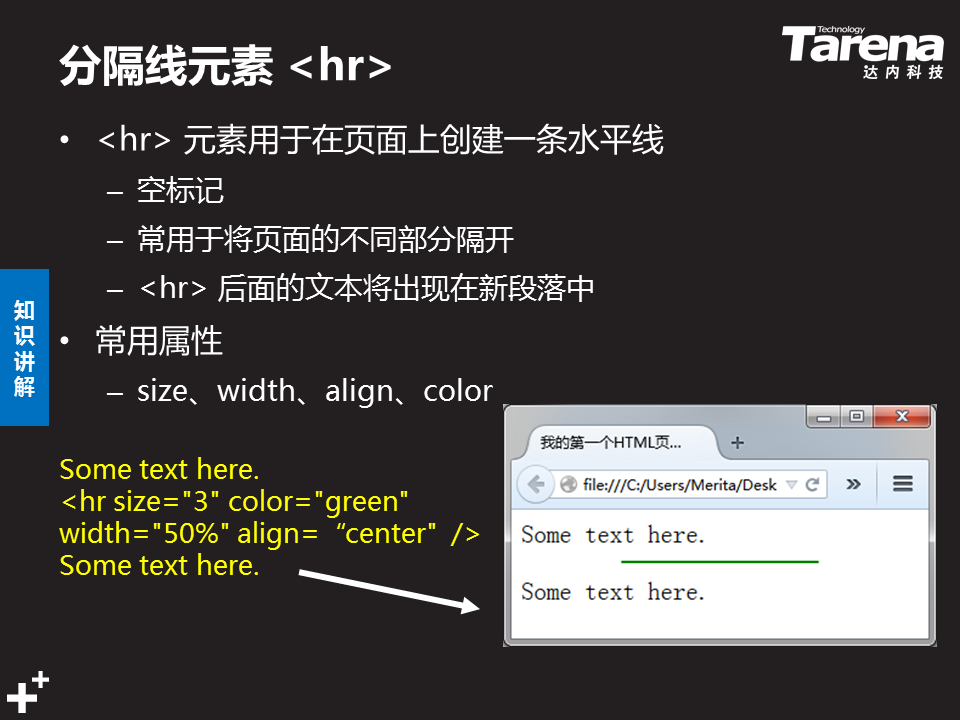 分隔线元素 <hr>
Technology
Tarena
达内科技
• <hr> 元素用于在页面上创建一条水平线
– 空标记
– 常用于将页面的不同部分隔开
– <hr> 后面的文本将出现在新段落中
知识讲解
• 常用属性
– size、width、align、color
Some text here.
<hr size="3" color="green"
width="50%" align=“center" />
Some text here.
我的第一个HTML页...
file:///C:/Users/Merita/Desk
Some text here.
Some text here.